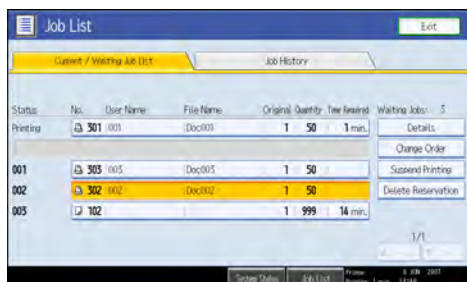 Job List
Exit
Current / Waiting Job List
Job History
Status No. User Name File Name Original Quantity Time Required Waiting Jobs: 3
Printing 301 001 Doc001 1 50 1 min. Details
Change Order
001 303 003 Doc003 1 50 Suspend Printing
002 302 002 Doc002 1 50 Delete Reservation
003 102 1 999 14 min.
1/1
System Status Job List 8 JUN 2007